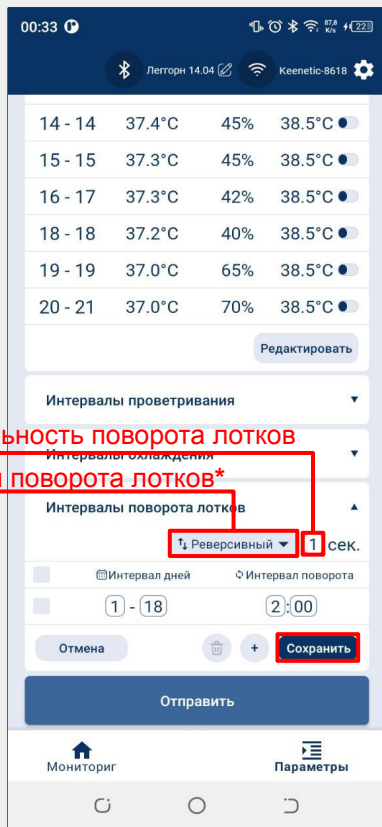 00:33 87,8 K/s 22
Леггорн 14.04 Keenetic-8618
14 - 14 37.4°C 45% 38.5°C
15 - 15 37.3°C 45% 38.5°C
16 - 17 37.3°C 42% 38.5°C
18 - 18 37.2°C 40% 38.5°C
19 - 19 37.0°C 65% 38.5°C
20 - 21 37.0°C 70% 38.5°C
Редактировать
Интервалы проветривания
ьность поворота лотков
Интервалы охлаждения
поворота лотков*
Интервалы поворота лотков
Реверсивный 1 сек.
Интервал дней Интервал поворота
1 - 18 2:00
Отмена + Сохранить
Отправить
Мониториг Параметры